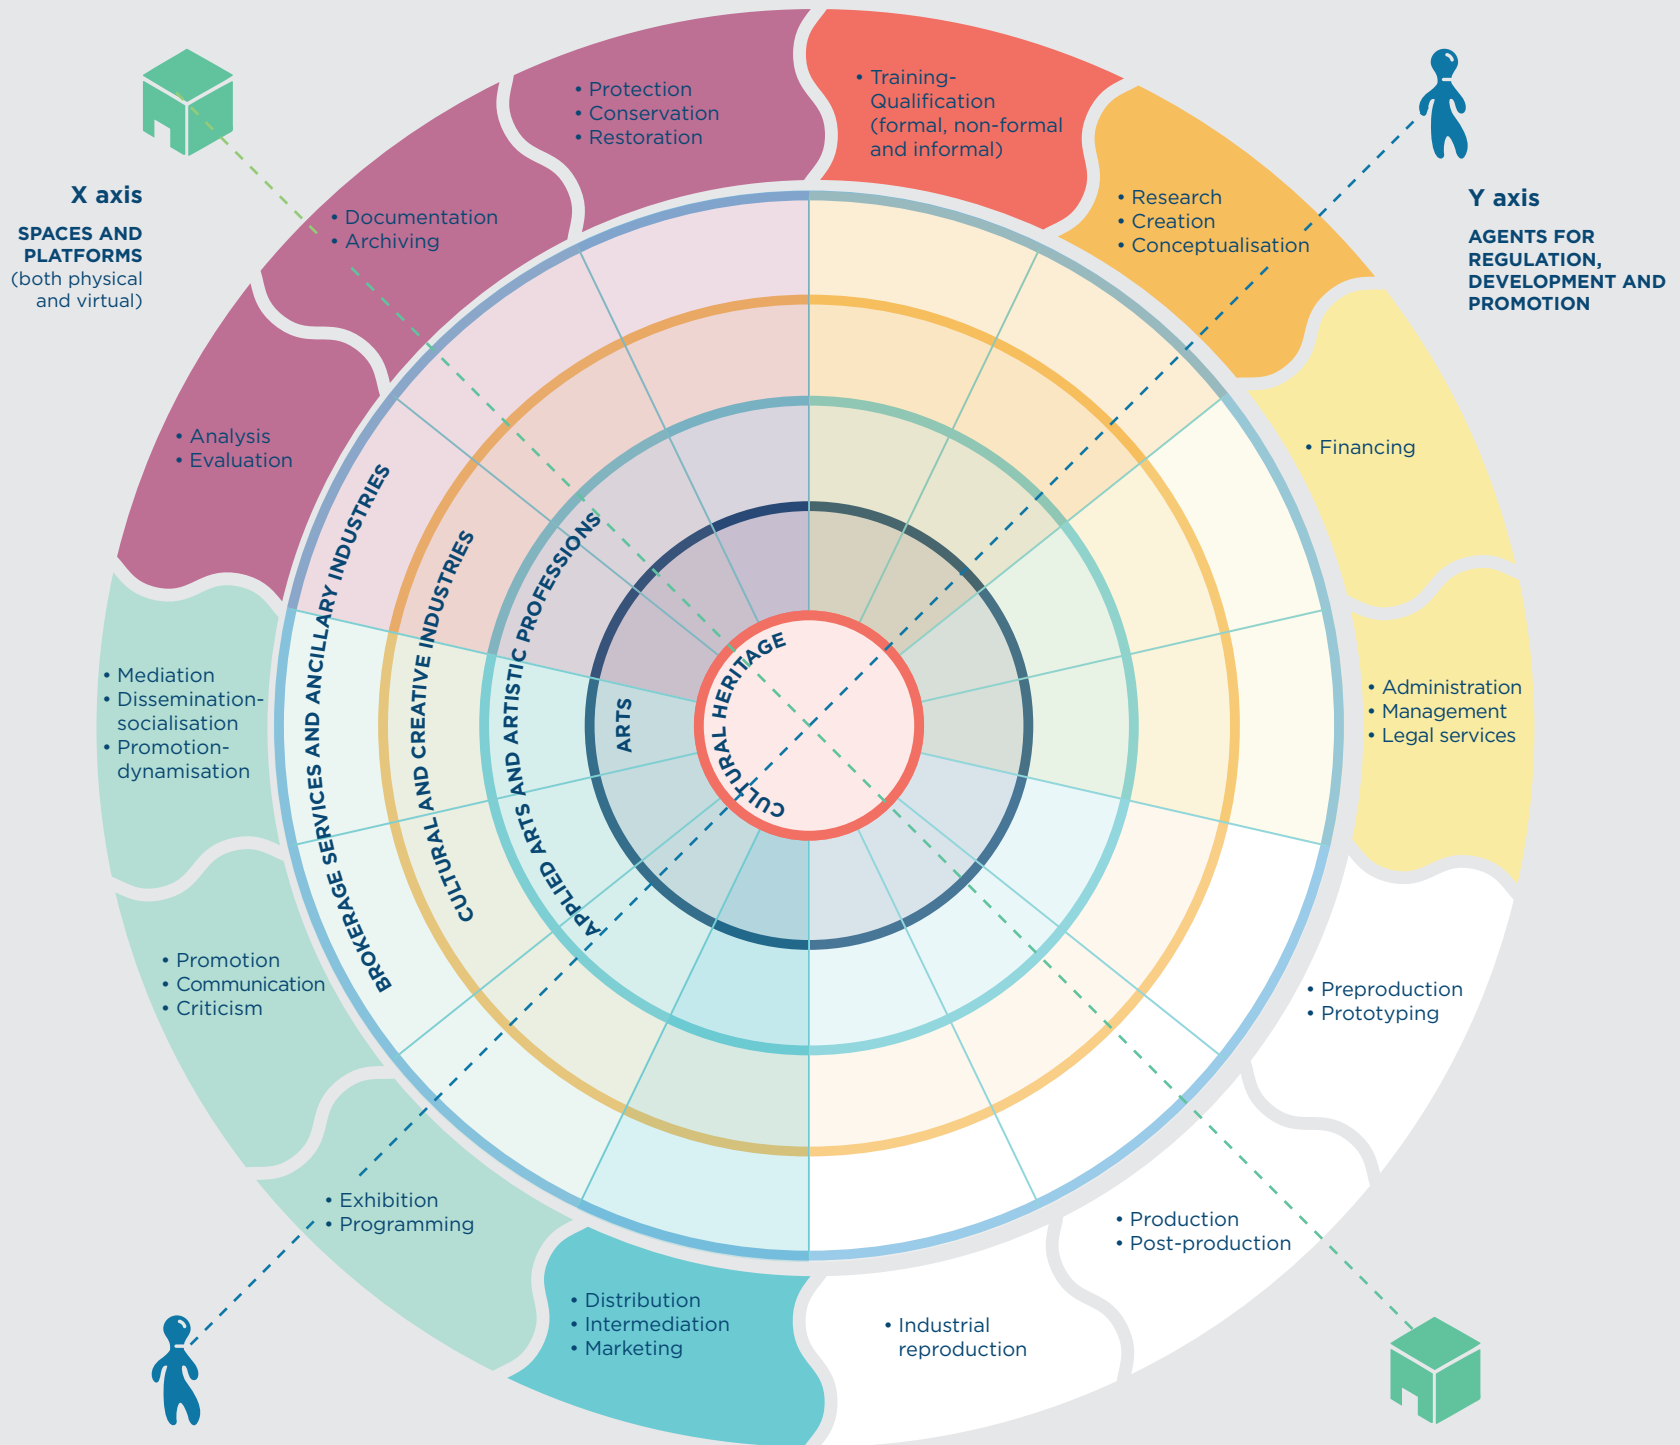 • Protection
• Conservation
• Restoration
• Training-
Qualification
(formal, non-formal
and informal)
X axis
SPACES AND
PLATFORMS
(both physical
and virtual)
Y axis
AGENTS FOR
REGULATION,
DEVELOPMENT AND
PROMOTION
• Documentation
• Archiving
• Research
• Creation
• Conceptualisation
• Analysis
• Evaluation
• Financing
• Mediation
• Dissemination-
socialisation
• Promotion-
dynamisation
BROKERAGE SERVICES AND ANCILLARY INDUSTRIES
CULTURAL AND CREATIVE INDUSTRIES
APPLIED ARTS AND ARTISTIC PROFESSIONS
ARTS
CULTURAL HERITAGE
• Administration
• Management
• Legal services
• Promotion
• Communication
• Criticism
• Preproduction
• Prototyping
• Exhibition
• Programming
• Production
• Post-production
• Distribution
• Intermediation
• Marketing
• Industrial
reproduction